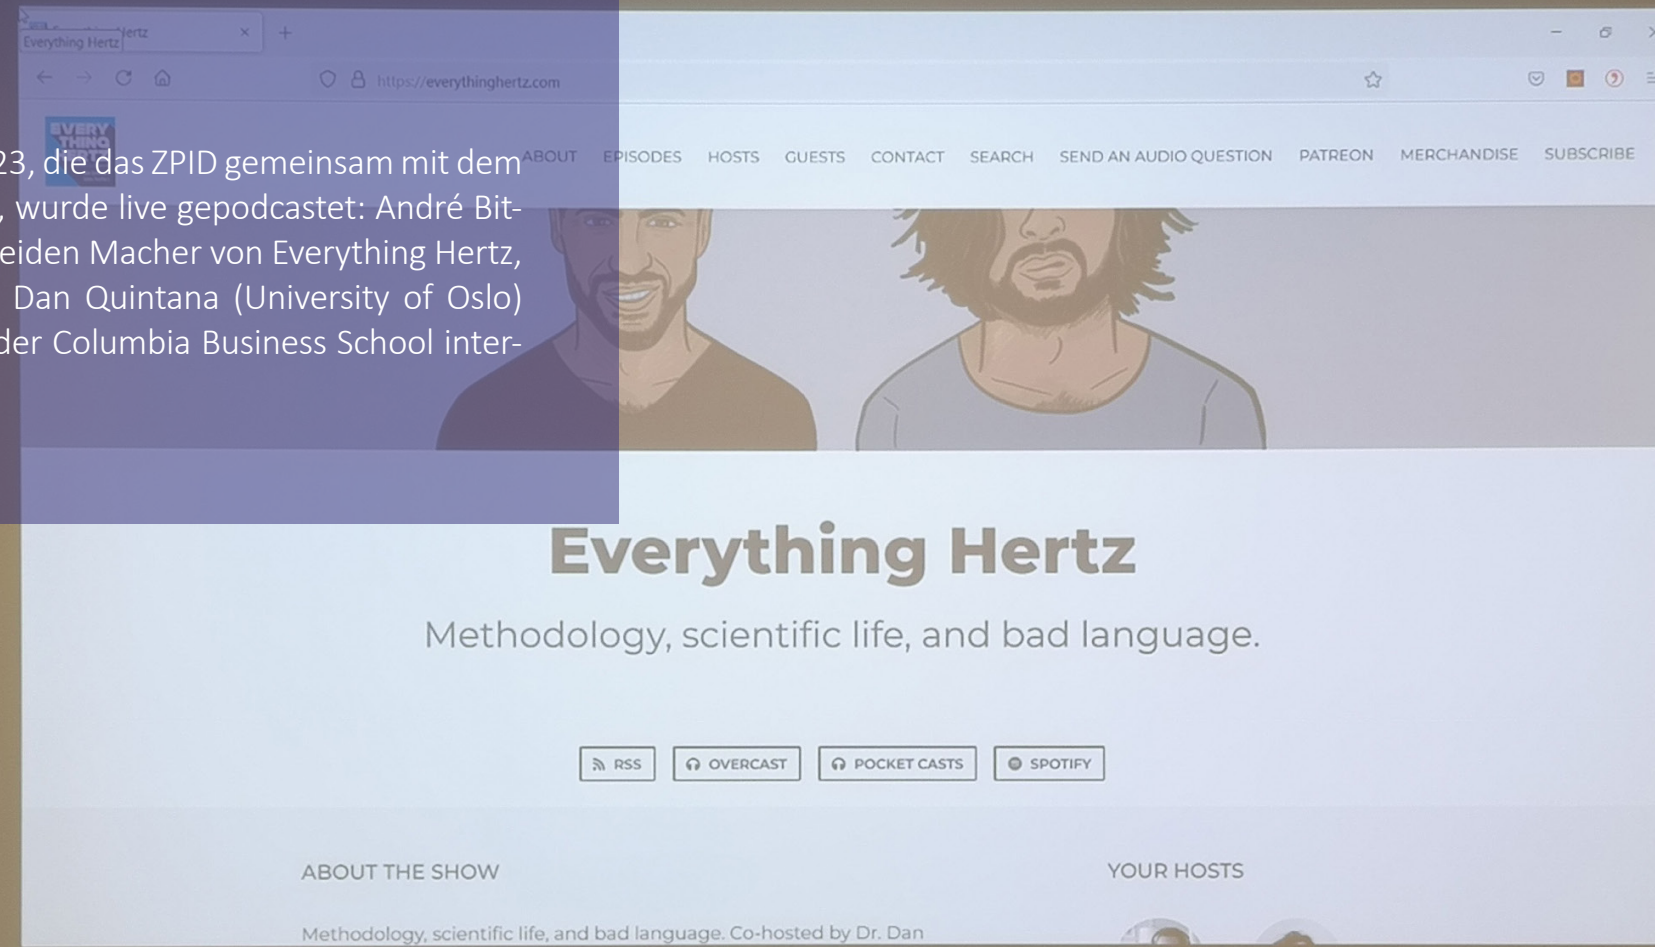 Everything Hertz
https://everythinghertz.com
EVERY
THING
ABOUT EPISODES HOSTS GUESTS CONTACT SEARCH SEND AN AUDIO QUESTION PATREON MERCHANDISE SUBSCRIBE
23, die das ZPID gemeinsam mit dem
, wurde live gepodcastet: André Bit-
eiden Macher von Everything Hertz,
Dan Quintana (University of Oslo)
der Columbia Business School inter-
Everything Hertz
Methodology, scientific life, and bad language.
RSS OVERCAST POCKET CASTS SPOTIFY
ABOUT THE SHOW
YOUR HOSTS
Methodology, scientific life, and bad language. Co-hosted by Dr. Dan